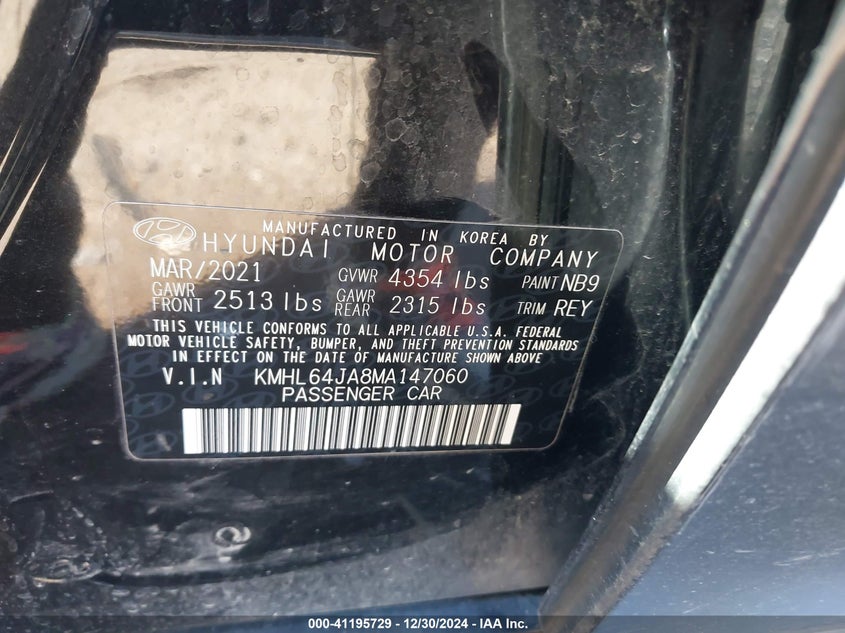 MANUFACTURED IN KOREA BY
HYUNDAI MOTOR COMPANY
MAR/2021 GVWR 4354 lbs PAINT NB9
GAWR FRONT 2513 lbs GAWR REAR 2315 lbs TRIM REY
THIS VEHICLE CONFORMS TO ALL APPLICABLE U.S.A. FEDERAL
MOTOR VEHICLE SAFETY, BUMPER, AND THEFT PREVENTION STANDARDS
IN EFFECT ON THE DATE OF MANUFACTURE SHOWN ABOVE
V.I.N KMHL64JA8MA147060
PASSENGER CAR
000-41195729 - 12/30/2024 - IAA Inc.